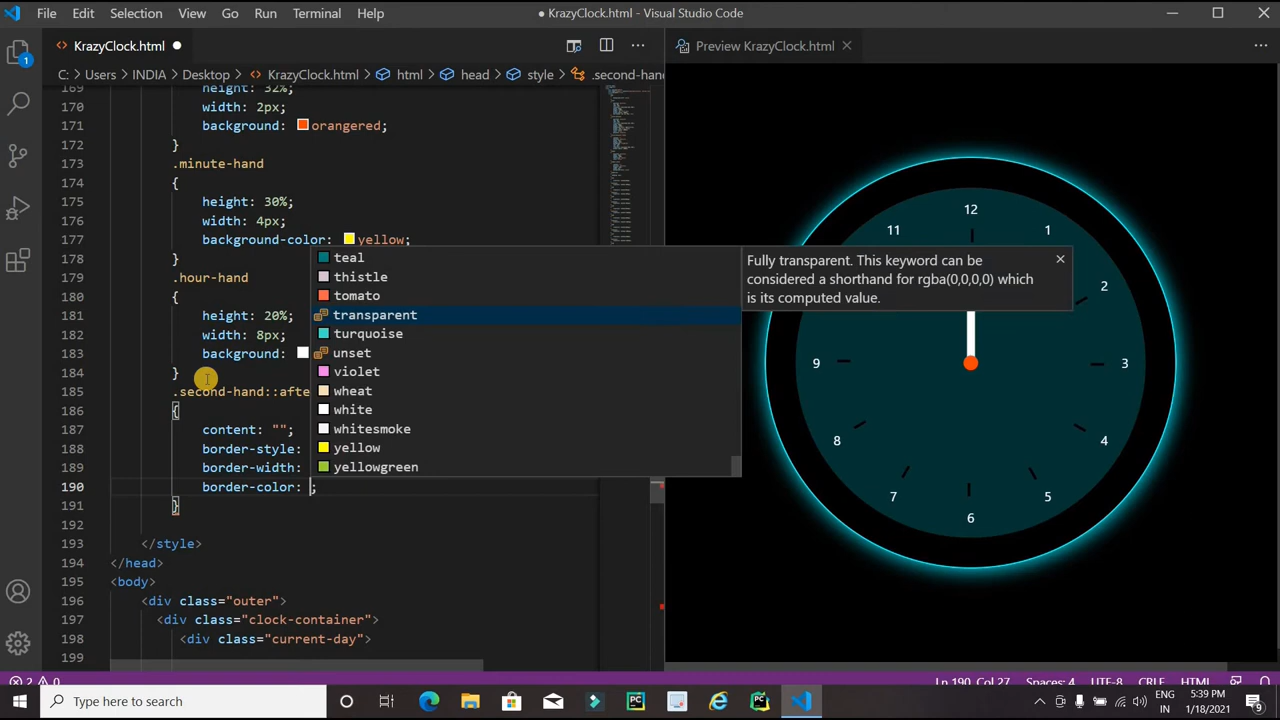 File Edit Selection View Go Run Terminal Help
● KrazyClock.html - Visual Studio Code
KrazyClock.html ●
C: > Users > INDIA > Desktop > KrazyClock.html > html > head > style > .second-hand
169 height: 32%;
170 width: 2px;
171 background: orangered;
172 }
173 .minute-hand
174 {
175 height: 30%;
176 width: 4px;
177 background-color: yellow;
178 }
179 .hour-hand
180 {
181 height: 20%;
182 width: 8px;
183 background:
184 }
185 .second-hand::afte
186 {
187 content: "";
188 border-style:
189 border-width:
190 border-color: ;
191 }
192
193 </style>
194 </head>
195 <body>
196 <div class="outer">
197 <div class="clock-container">
198 <div class="current-day">
199
teal
thistle
tomato
transparent
turquoise
unset
violet
wheat
white
whitesmoke
yellow
yellowgreen
Fully transparent. This keyword can be
considered a shorthand for rgba(0,0,0,0) which
is its computed value.
Preview KrazyClock.html
12
11 1
2
9 3
8 4
7 5
6
1
2 0
Ln 190, Col 27 Spaces: 4 UTF-8 CRLF HTML
Type here to search
PC
ENG
IN
5:39 PM
1/18/2021
9